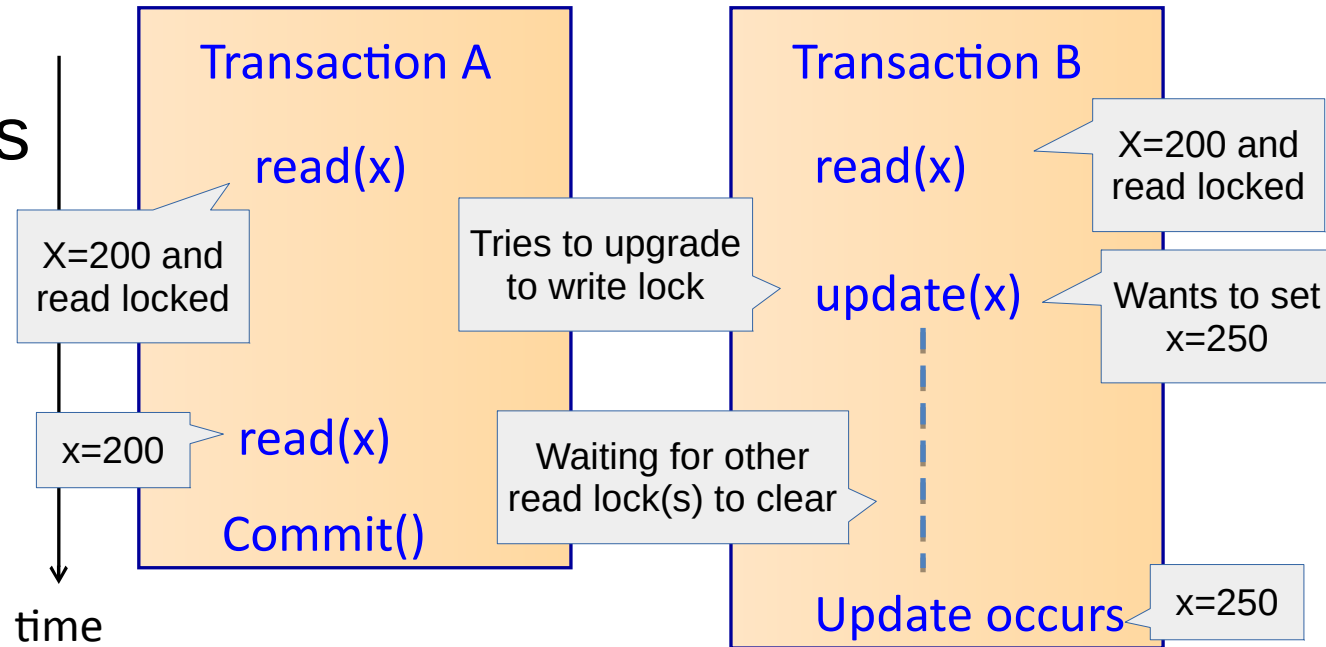 s
Transaction A
read(x)
X=200 and
read locked
x=200
read(x)
Commit()
time
Transaction B
read(x)
X=200 and
read locked
Tries to upgrade
to write lock
update(x)
Wants to set
x=250
Waiting for other
read lock(s) to clear
Update occurs
x=250